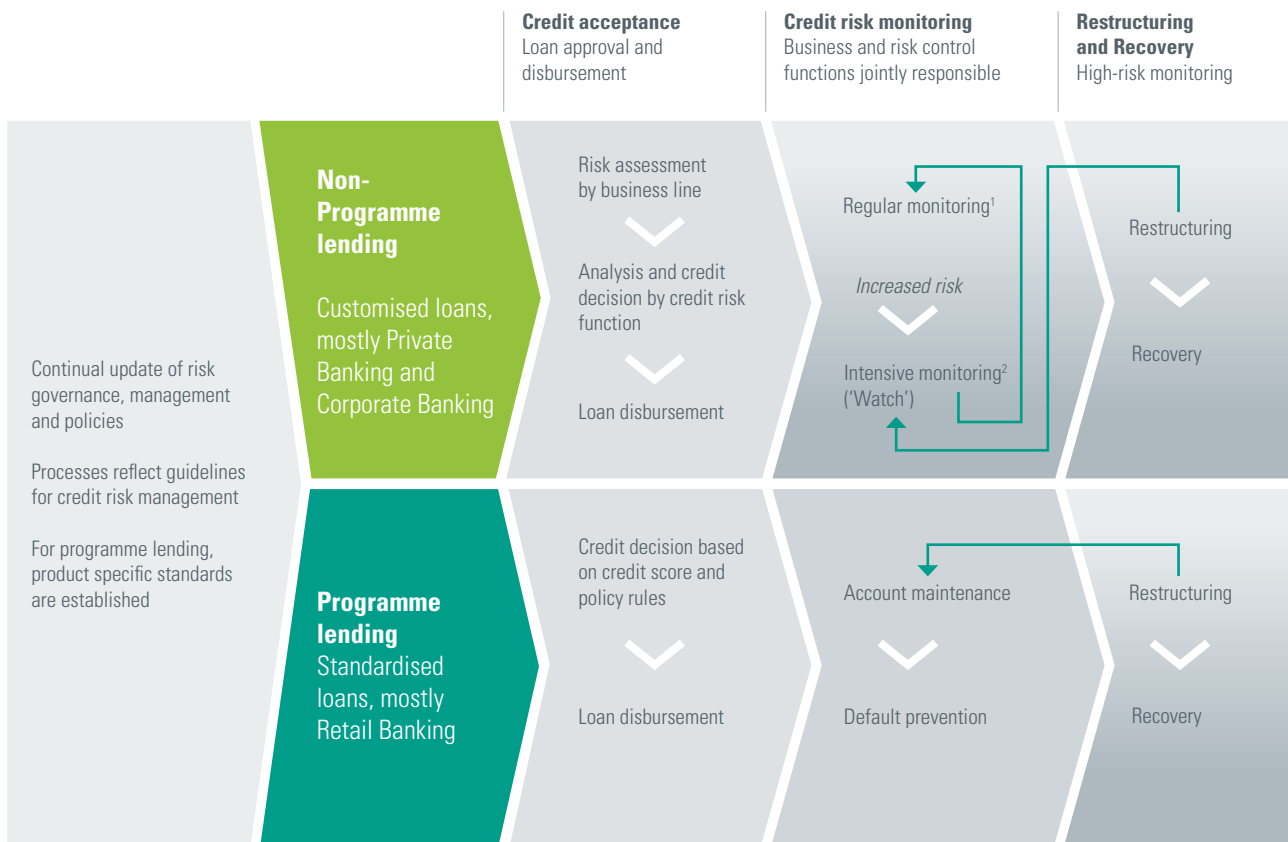 Credit acceptance
Loan approval and
disbursement
Credit risk monitoring
Business and risk control
functions jointly responsible
Restructuring
and Recovery
High-risk monitoring
Continual update of risk
governance, management
and policies
Processes reflect guidelines
for credit risk management
For programme lending,
product specific standards
are established
Non-
Programme
lending
Customised loans,
mostly Private
Banking and
Corporate Banking
Risk assessment
by business line
Analysis and credit
decision by credit risk
function
Loan disbursement
Regular monitoring¹
Increased risk
Intensive monitoring²
(‘Watch’)
Restructuring
Recovery
Programme
lending
Standardised
loans, mostly
Retail Banking
Credit decision based
on credit score and
policy rules
Loan disbursement
Account maintenance
Default prevention
Restructuring
Recovery